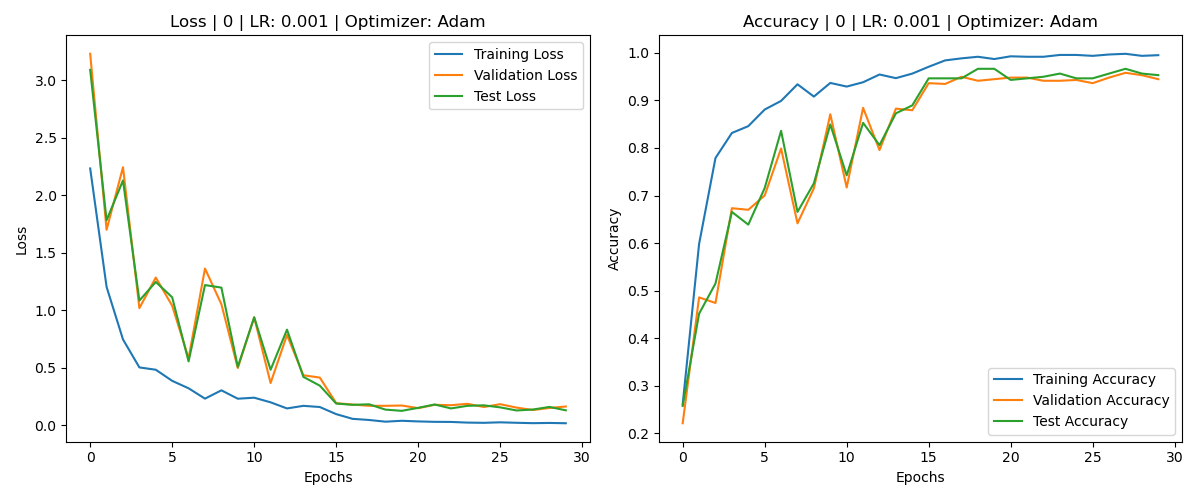 Loss | 0 | LR: 0.001 | Optimizer: Adam
Training Loss
Validation Loss
Test Loss
3.0
2.5
2.0
1.5
1.0
0.5
0.0
Loss
0 5 10 15 20 25 30
Epochs
Accuracy | 0 | LR: 0.001 | Optimizer: Adam
1.0
0.9
0.8
0.7
0.6
0.5
0.4
0.3
0.2
Accuracy
Training Accuracy
Validation Accuracy
Test Accuracy
0 5 10 15 20 25 30
Epochs